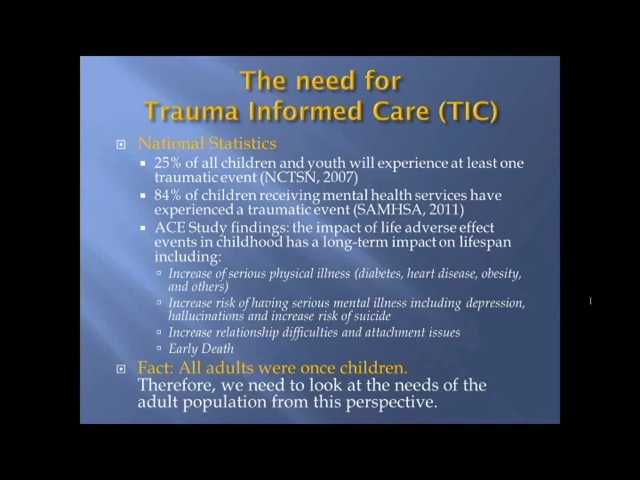 The need for
Trauma Informed Care (TIC)
National Statistics
25% of all children and youth will experience at least one
traumatic event (NCTSN, 2007)
84% of children receiving mental health services have
experienced a traumatic event (SAMHSA, 2011)
ACE Study findings: the impact of life adverse effect
events in childhood has a long-term impact on lifespan
including:
Increase of serious physical illness (diabetes, heart disease, obesity,
and others)
Increase risk of having serious mental illness including depression,
hallucinations and increase risk of suicide
Increase relationship difficulties and attachment issues
Early Death
Fact: All adults were once children.
Therefore, we need to look at the needs of the
adult population from this perspective.